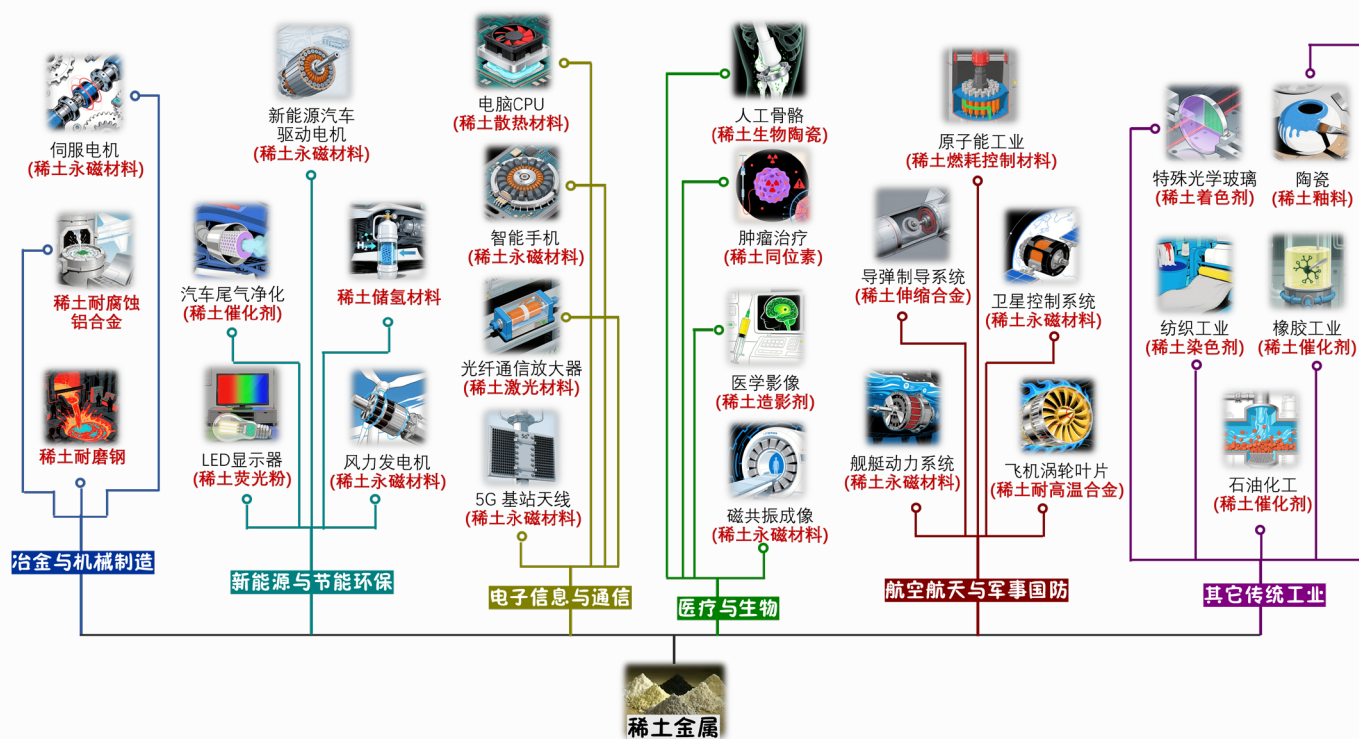 伺服电机
(稀土永磁材料)
稀土耐腐蚀
铝合金
稀土耐磨钢
冶金与机械制造
新能源汽车
驱动电机
(稀土永磁材料)
汽车尾气净化
(稀土催化剂)
H₂
稀土储氢材料
LED显示器
(稀土荧光粉)
风力发电机
(稀土永磁材料)
新能源与节能环保
电脑CPU
(稀土散热材料)
智能手机
(稀土永磁材料)
光纤通信放大器
(稀土激光材料)
5G 基站天线
(稀土永磁材料)
电子信息与通信
人工骨骼
(稀土生物陶瓷)
肿瘤治疗
(稀土同位素)
医学影像
(稀土造影剂)
磁共振成像
(稀土永磁材料)
医疗与生物
原子能工业
(稀土燃耗控制材料)
导弹制导系统
(稀土伸缩合金)
卫星控制系统
(稀土永磁材料)
舰艇动力系统
(稀土永磁材料)
飞机涡轮叶片
(稀土耐高温合金)
航空航天与军事国防
特殊光学玻璃
(稀土着色剂)
陶瓷
(稀土釉料)
纺织工业
(稀土染色剂)
橡胶工业
(稀土催化剂)
石油化工
(稀土催化剂)
其它传统工业
稀土金属